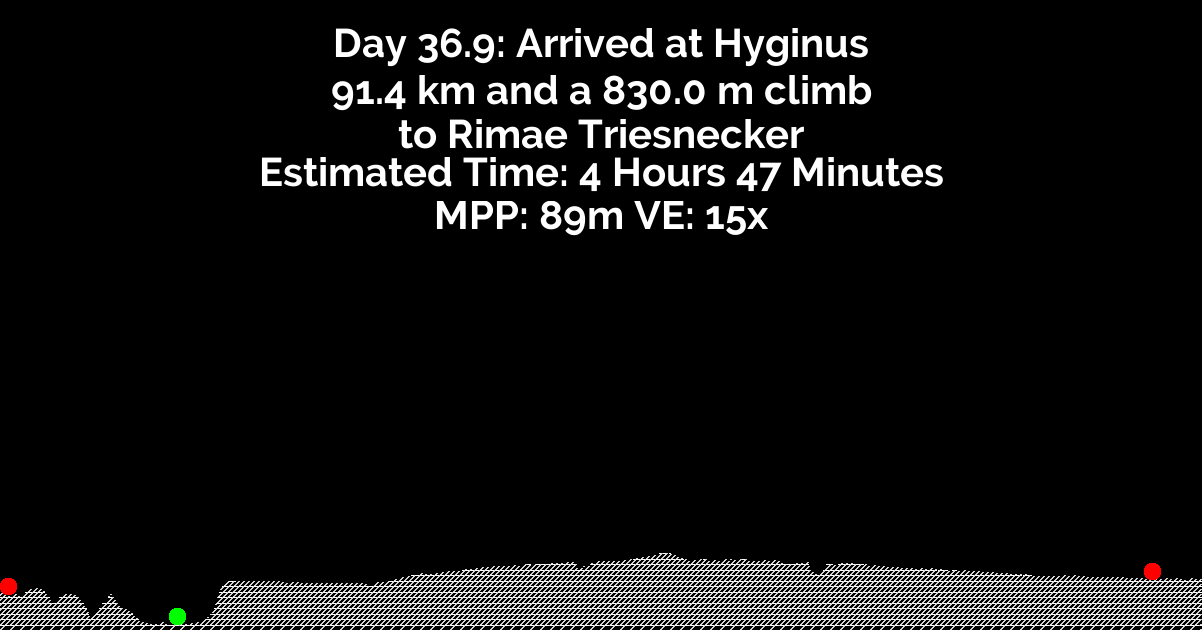 Day 36.9: Arrived at Hyginus
91.4 km and a 830.0 m climb
to Rimae Triesnecker
Estimated Time: 4 Hours 47 Minutes
MPP: 89m VE: 15x